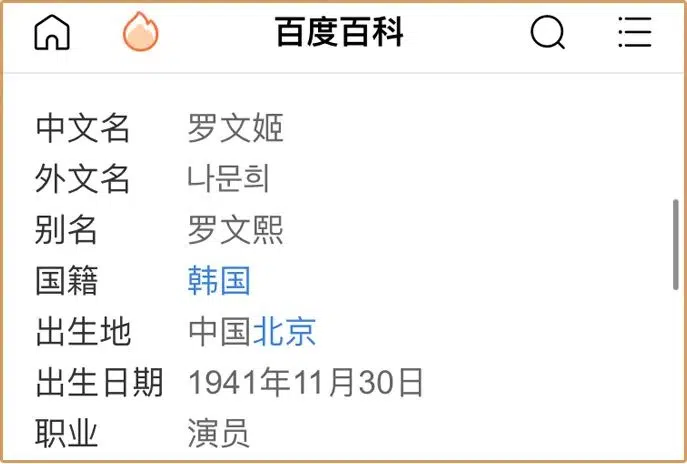 百度百科
中文名 罗文姬
外文名 나문희
别名 罗文熙
国籍 韩国
出生地 中国北京
出生日期 1941年11月30日
职业 演员